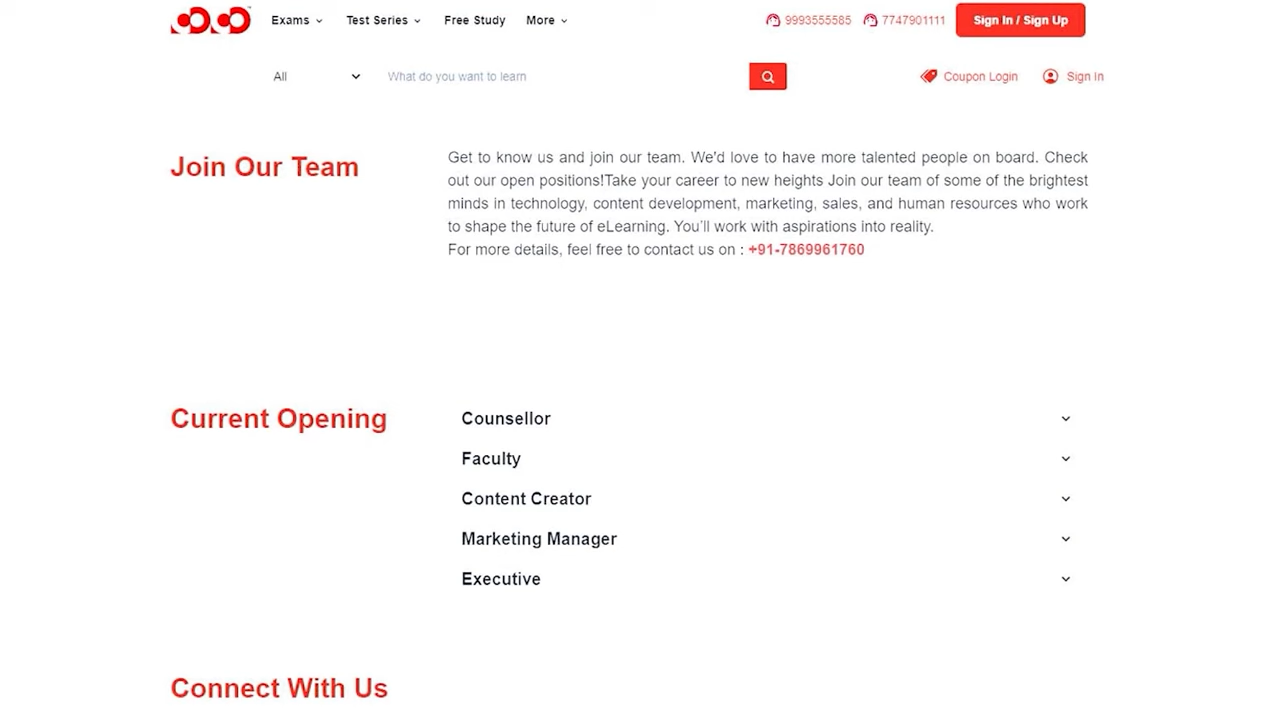 Exams Test Series Free Study More 9993555585 7747901111 Sign In / Sign Up
All What do you want to learn Coupon Login Sign In
Join Our Team
Get to know us and join our team. We'd love to have more talented people on board. Check
out our open positions!Take your career to new heights Join our team of some of the brightest
minds in technology, content development, marketing, sales, and human resources who work
to shape the future of eLearning. You'll work with aspirations into reality.
For more details, feel free to contact us on : +91-7869961760
Current Opening
Counsellor
Faculty
Content Creator
Marketing Manager
Executive
Connect With Us